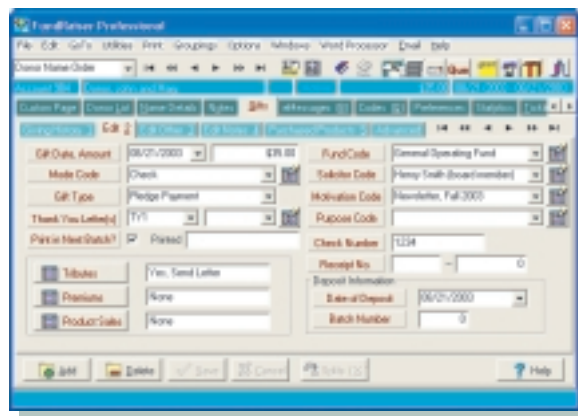 FundRaiser Professional
File Edit GoTo Utilities Print Groupings Options Windows Word Processor Email Help
Donor Name Order
Custom Page Donor List Name Details Notes Gifts Codes Preferences Statistics
Edit 2
Gift Date, Amount 08/21/2003 $35.00 Fund Code General Operating Fund
Mode Code Check Solicitor Code Henry Smith (board member)
Gift Type Pledge Payment Motivation Code Newsletter, Fall 2003
Thank You Letter(s) TY1 Purpose Code
Print in Next Batch? Printed Check Number 1234
Receipt No. - 0
Tributes Yes, Send Letter Deposit Information
Premiums None Date of Deposit 08/21/2003
Product Sales None Batch Number 0
Add Delete Save Cancel Help